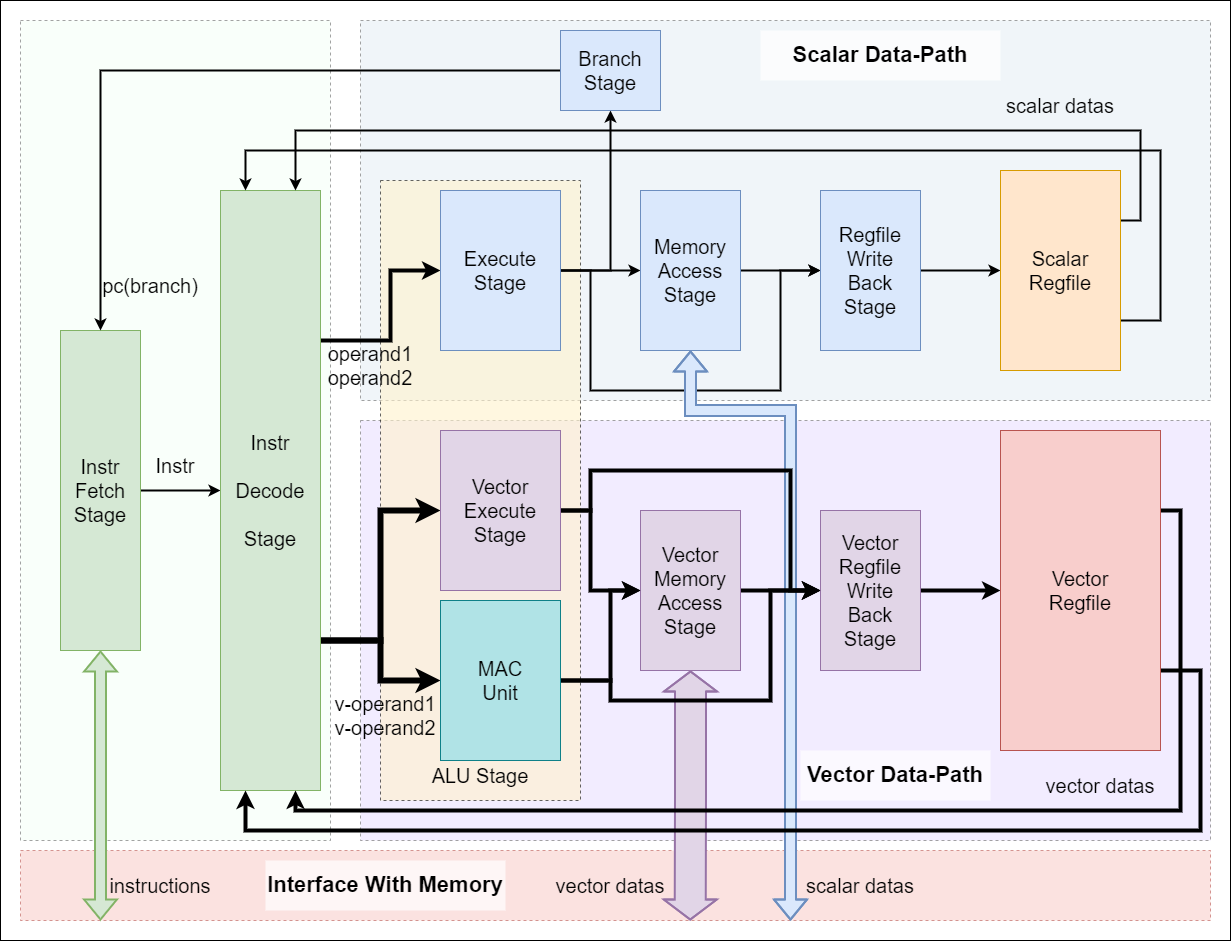 Branch
Stage
Scalar Data-Path
scalar datas
Execute
Stage
Memory
Access
Stage
Regfile
Write
Back
Stage
Scalar
Regfile
pc(branch)
operand1
operand2
Instr
Fetch
Stage
Instr
Instr
Decode
Stage
Vector
Execute
Stage
Vector
Memory
Access
Stage
Vector
Regfile
Write
Back
Stage
Vector
Regfile
MAC
Unit
v-operand1
v-operand2
ALU Stage
Vector Data-Path
vector datas
instructions
Interface With Memory
vector datas
scalar datas